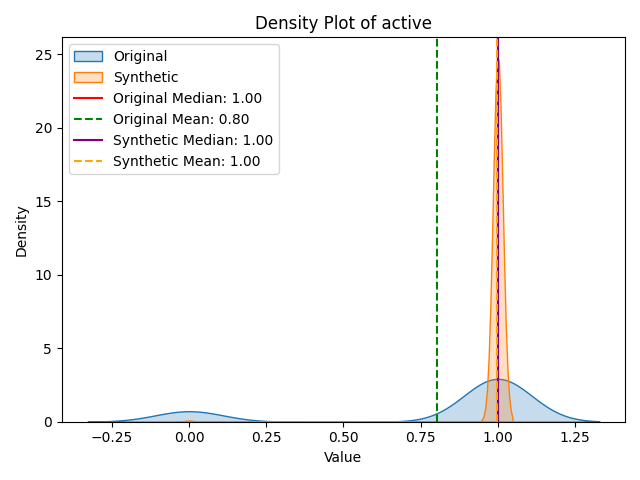 Density Plot of active
Original
Synthetic
Original Median: 1.00
Original Mean: 0.80
Synthetic Median: 1.00
Synthetic Mean: 1.00
25
20
15
10
5
0
Density
−0.25 0.00 0.25 0.50 0.75 1.00 1.25
Value